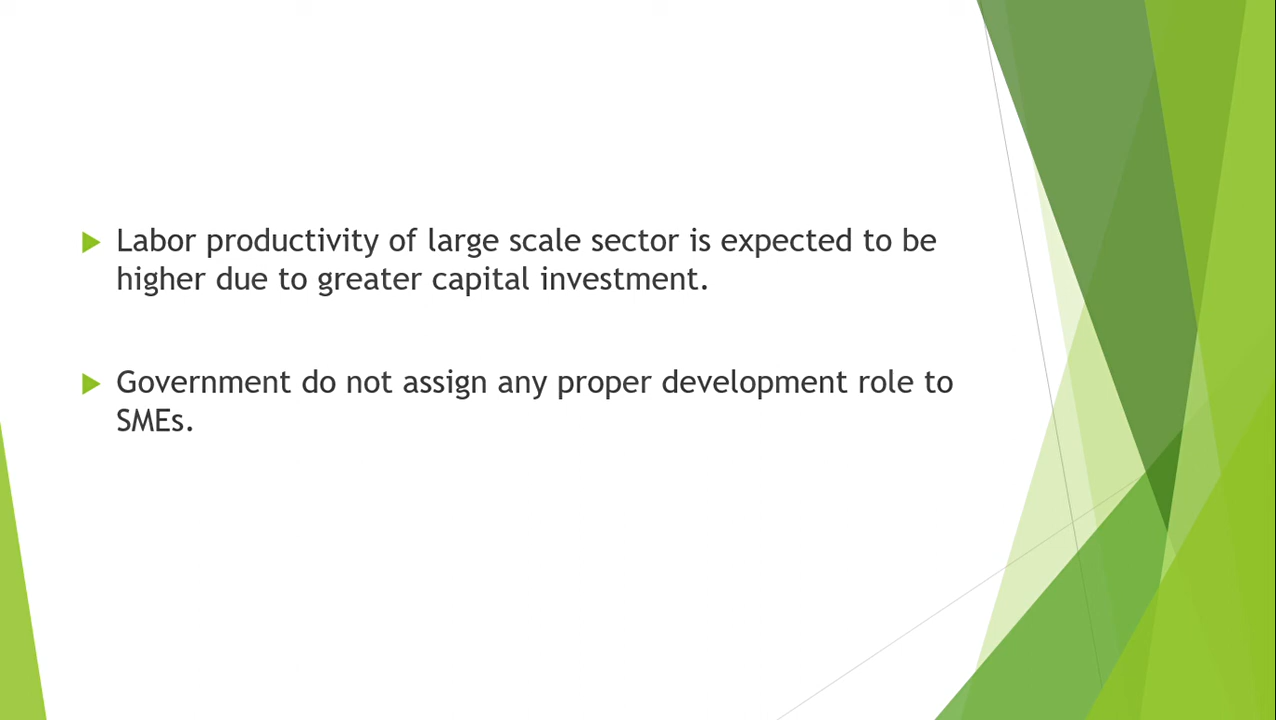 Labor productivity of large scale sector is expected to be
higher due to greater capital investment.
Government do not assign any proper development role to
SMEs.